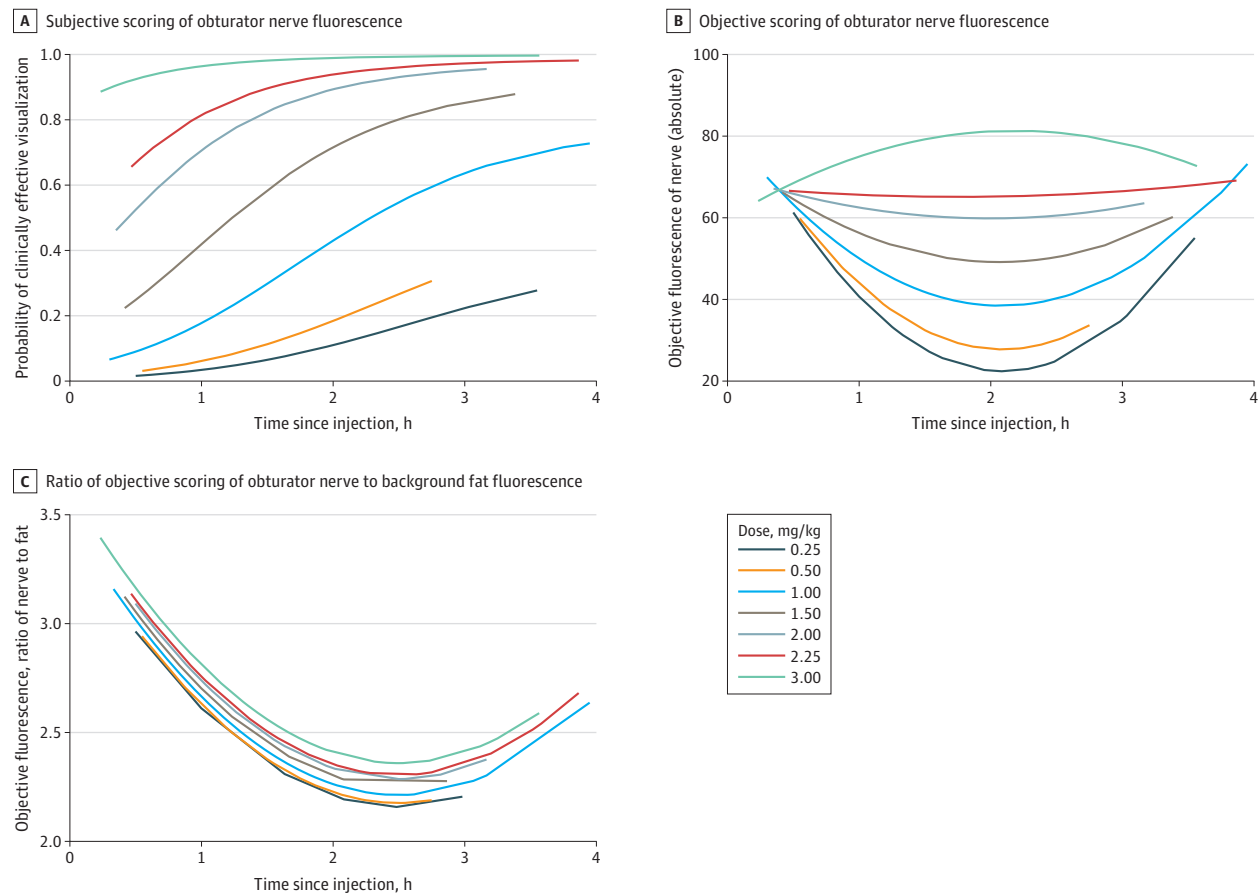 A Subjective scoring of obturator nerve fluorescence
Probability of clinically effective visualization
1.0
0.8
0.6
0.4
0.2
0
0 1 2 3 4
Time since injection, h
B Objective scoring of obturator nerve fluorescence
Objective fluorescence of nerve (absolute)
100
80
60
40
20
0 1 2 3 4
Time since injection, h
C Ratio of objective scoring of obturator nerve to background fat fluorescence
Objective fluorescence, ratio of nerve to fat
3.5
3.0
2.5
2.0
0 1 2 3 4
Time since injection, h
Dose, mg/kg
0.25
0.50
1.00
1.50
2.00
2.25
3.00